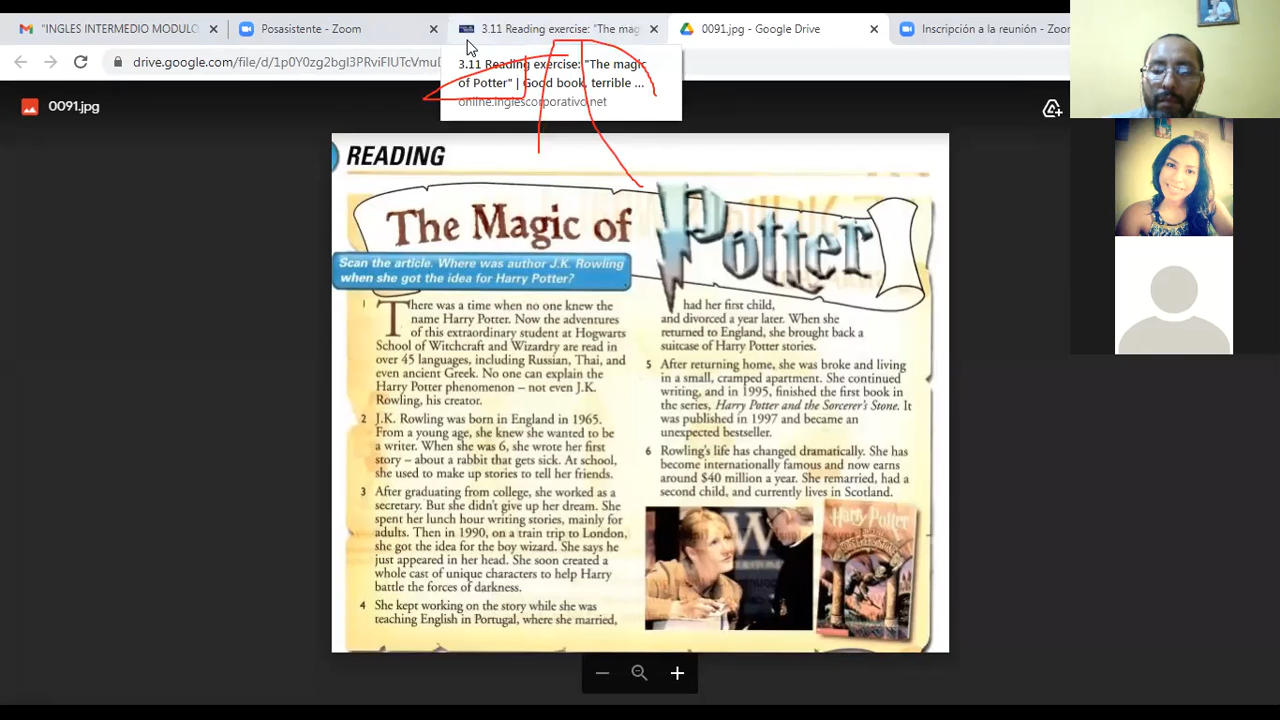 "INGLES INTERMEDIO MODULO
Posasistente - Zoom
3.11 Reading exercise: "The mag
0091.jpg - Google Drive
Inscripción a la reunión - Zoom
drive.google.com/file/d/1p0Y0zg2bgl3PRviFlUTcVmuD
3.11 Reading exercise: "The magic
of Potter" | Good book, terrible ...
online.inglescorporativo.net
0091.jpg
READING
The Magic of Potter
Scan the article. Where was author J.K. Rowling
when she got the idea for Harry Potter?
1 There was a time when no one knew the
name Harry Potter. Now the adventures
of this extraordinary student at Hogwarts
School of Witchcraft and Wizardry are read in
over 45 languages, including Russian, Thai, and
even ancient Greek. No one can explain the
Harry Potter phenomenon – not even J.K.
Rowling, his creator.
2 J.K. Rowling was born in England in 1965.
From a young age, she knew she wanted to be
a writer. When she was 6, she wrote her first
story – about a rabbit that gets sick. At school,
she used to make up stories to tell her friends.
3 After graduating from college, she worked as a
secretary. But she didn't give up her dream. She
spent her lunch hour writing stories, mainly for
adults. Then in 1990, on a train trip to London,
she got the idea for the boy wizard. She says he
just appeared in her head. She soon created a
whole cast of unique characters to help Harry
battle the forces of darkness.
4 She kept working on the story while she was
teaching English in Portugal, where she married,
had her first child,
and divorced a year later. When she
returned to England, she brought back a
suitcase of Harry Potter stories.
5 After returning home, she was broke and living
in a small, cramped apartment. She continued
writing, and in 1995, finished the first book in
the series, Harry Potter and the Sorcerer's Stone. It
was published in 1997 and became an
unexpected bestseller.
6 Rowling's life has changed dramatically. She has
become internationally famous and now earns
around $40 million a year. She remarried, had a
second child, and currently lives in Scotland.
W
Harry Potter